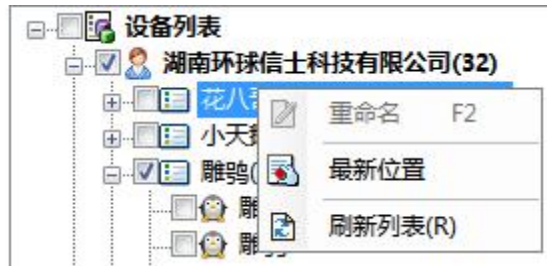 设备列表
湖南环球信士科技有限公司(32)
花八
重命名 F2
小天
雕鸮(
最新位置
雕
刷新列表(R)
雕